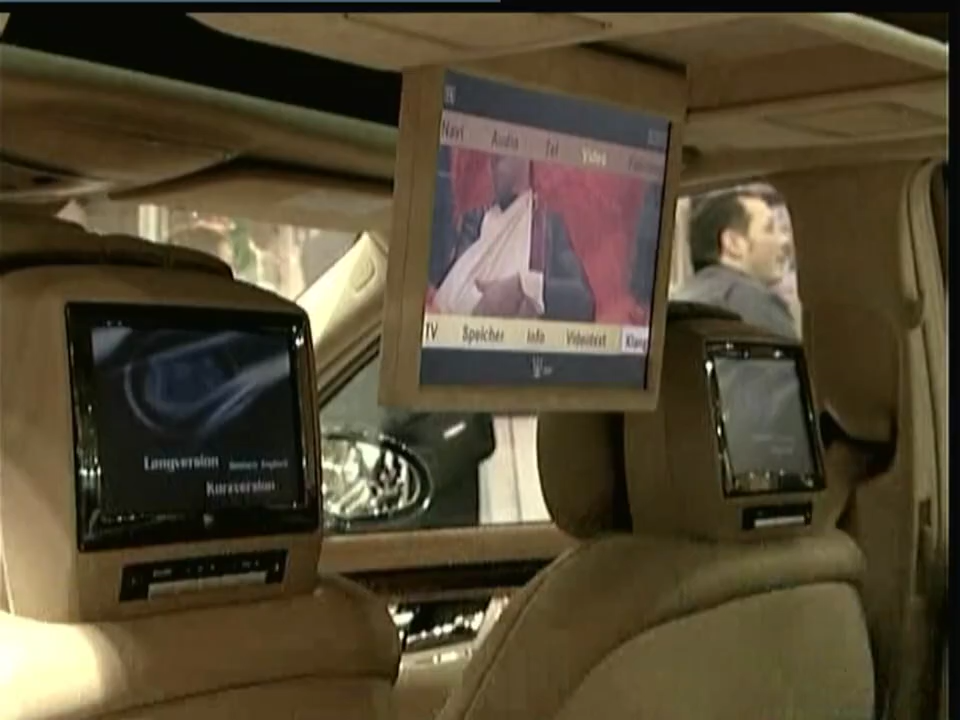 Navi Audio Tel Video
TV Speicher Info Videotext Klang
Langversion
Kurzversion